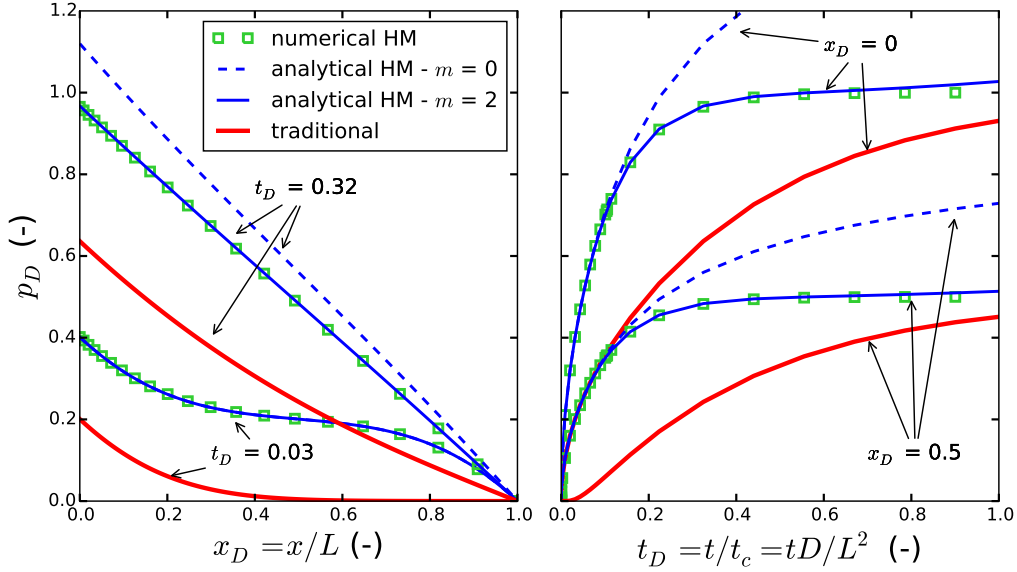 1.2
1.0
0.8
0.6
0.4
0.2
0.0
p_D (-)
numerical HM
analytical HM - m = 0
analytical HM - m = 2
traditional
t_D = 0.32
t_D = 0.03
0.0 0.2 0.4 0.6 0.8 1.0
x_D =x/L (-)
x_D = 0
x_D = 0.5
0.0 0.2 0.4 0.6 0.8 1.0
t_D =t/t_c =tD/L² (-)